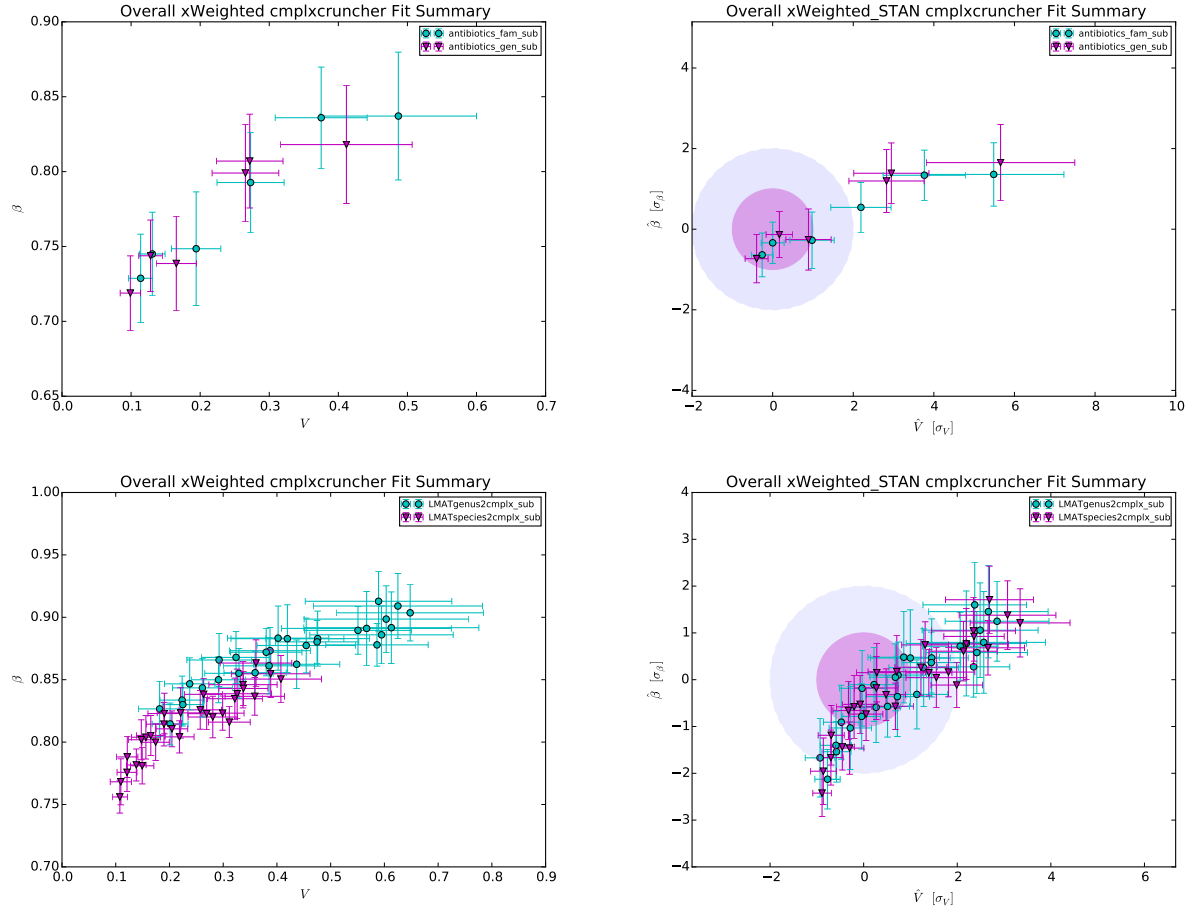 Overall xWeighted cmplxcruncher Fit Summary
antibiotics_fam_sub
antibiotics_gen_sub
0.90
0.85
0.80
0.75
0.70
0.65
β
0.0 0.1 0.2 0.3 0.4 0.5 0.6 0.7
V
Overall xWeighted_STAN cmplxcruncher Fit Summary
antibiotics_fam_sub
antibiotics_gen_sub
4
2
0
−2
−4
β̂ [σβ]
−2 0 2 4 6 8 10
V̂ [σV]
Overall xWeighted cmplxcruncher Fit Summary
LMATgenus2cmplx_sub
LMATspecies2cmplx_sub
1.00
0.95
0.90
0.85
0.80
0.75
0.70
β
0.0 0.1 0.2 0.3 0.4 0.5 0.6 0.7 0.8 0.9
V
Overall xWeighted_STAN cmplxcruncher Fit Summary
LMATgenus2cmplx_sub
LMATspecies2cmplx_sub
4
3
2
1
0
−1
−2
−3
−4
β̂ [σβ]
−2 0 2 4 6
V̂ [σV]